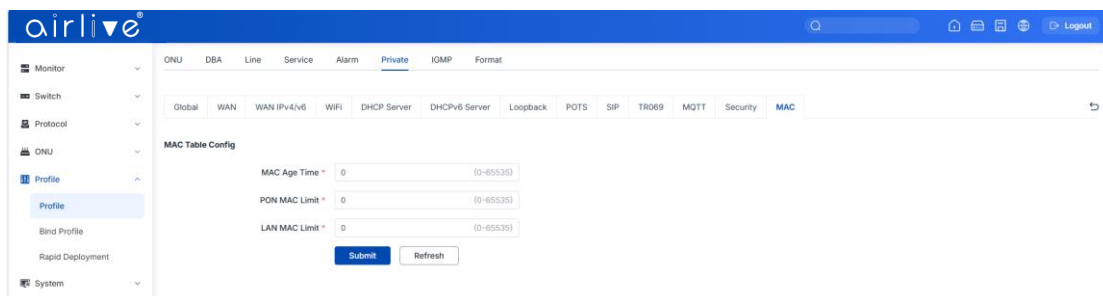 airlive®
Logout
Monitor
Switch
Protocol
ONU
Profile
Profile
Bind Profile
Rapid Deployment
System
ONU DBA Line Service Alarm Private IGMP Format
Global WAN WAN IPv4/v6 WiFi DHCP Server DHCPv6 Server Loopback POTS SIP TR069 MQTT Security MAC
MAC Table Config
MAC Age Time * 0 (0-65535)
PON MAC Limit * 0 (0-65535)
LAN MAC Limit * 0 (0-65535)
Submit Refresh